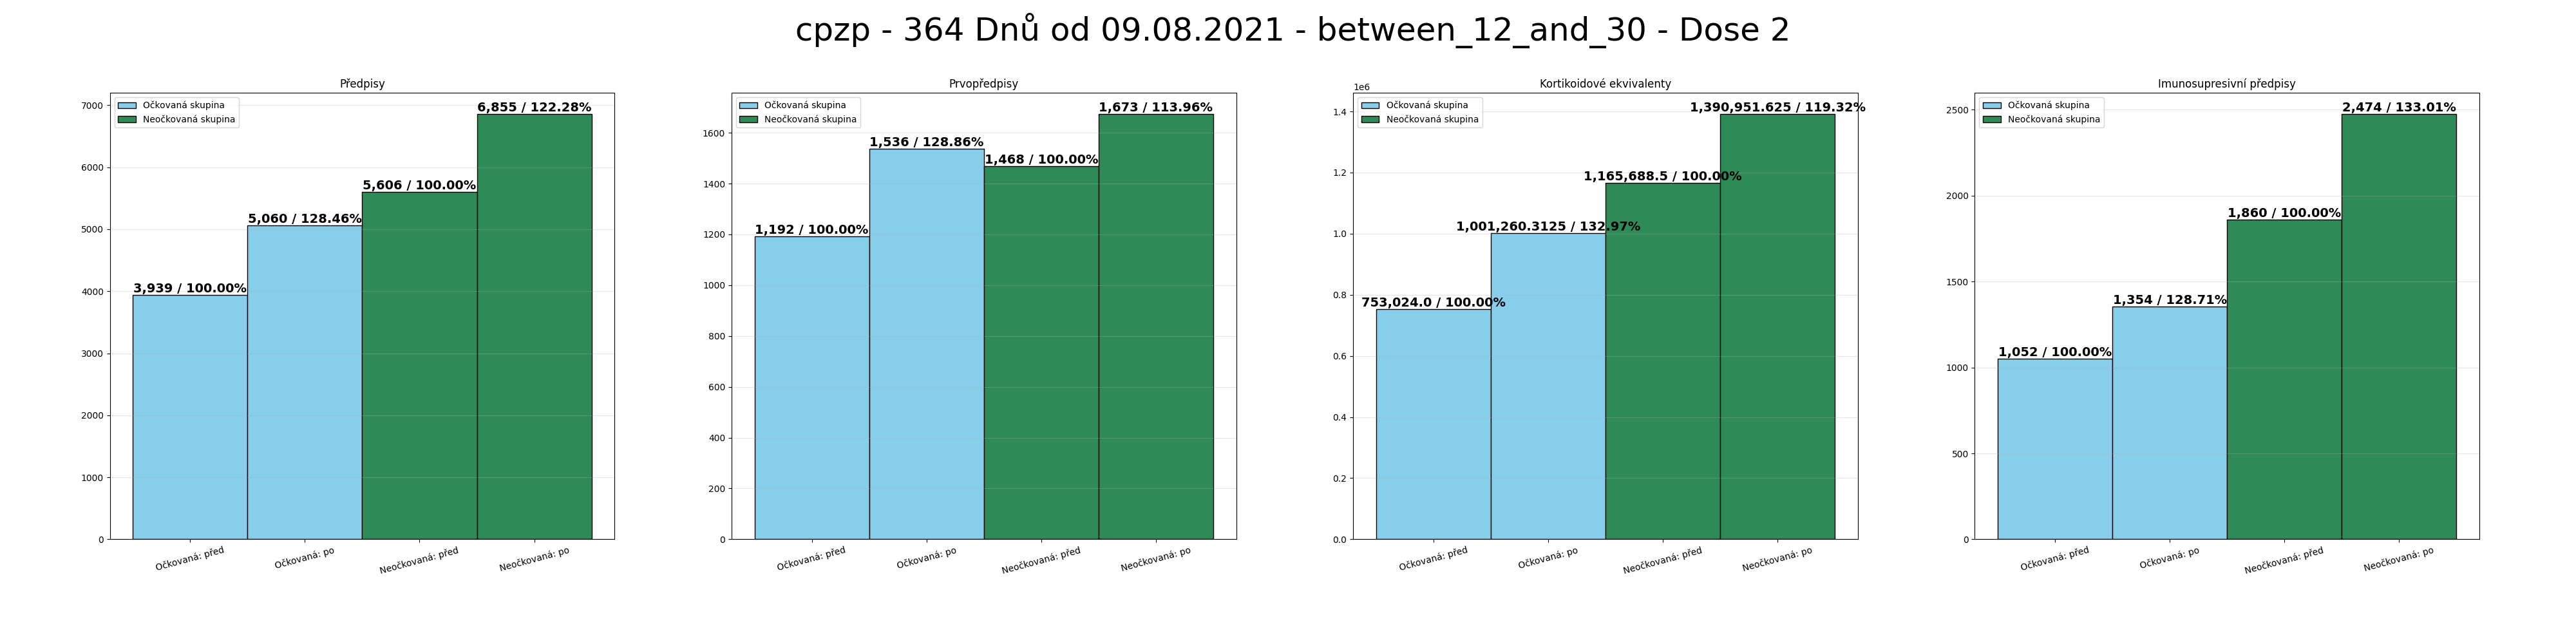 cpzp - 364 Dnů od 09.08.2021 - between_12_and_30 - Dose 2
Předpisy
Očkovaná skupina
Neočkovaná skupina
7000
6000
5000
4000
3000
2000
1000
0
3,939 / 100.00%
5,060 / 128.46%
5,606 / 100.00%
6,855 / 122.28%
Očkovaná: před
Očkovaná: po
Neočkovaná: před
Neočkovaná: po
Prvopředpisy
Očkovaná skupina
Neočkovaná skupina
1600
1400
1200
1000
800
600
400
200
0
1,192 / 100.00%
1,536 / 128.86%
1,468 / 100.00%
1,673 / 113.96%
Očkovaná: před
Očkovaná: po
Neočkovaná: před
Neočkovaná: po
Kortikoidové ekvivalenty
1e6
Očkovaná skupina
Neočkovaná skupina
1.4
1.2
1.0
0.8
0.6
0.4
0.2
0.0
753,024.0 / 100.00%
1,001,260.3125 / 132.97%
1,165,688.5 / 100.00%
1,390,951.625 / 119.32%
Očkovaná: před
Očkovaná: po
Neočkovaná: před
Neočkovaná: po
Imunosupresivní předpisy
Očkovaná skupina
Neočkovaná skupina
2500
2000
1500
1000
500
0
1,052 / 100.00%
1,354 / 128.71%
1,860 / 100.00%
2,474 / 133.01%
Očkovaná: před
Očkovaná: po
Neočkovaná: před
Neočkovaná: po